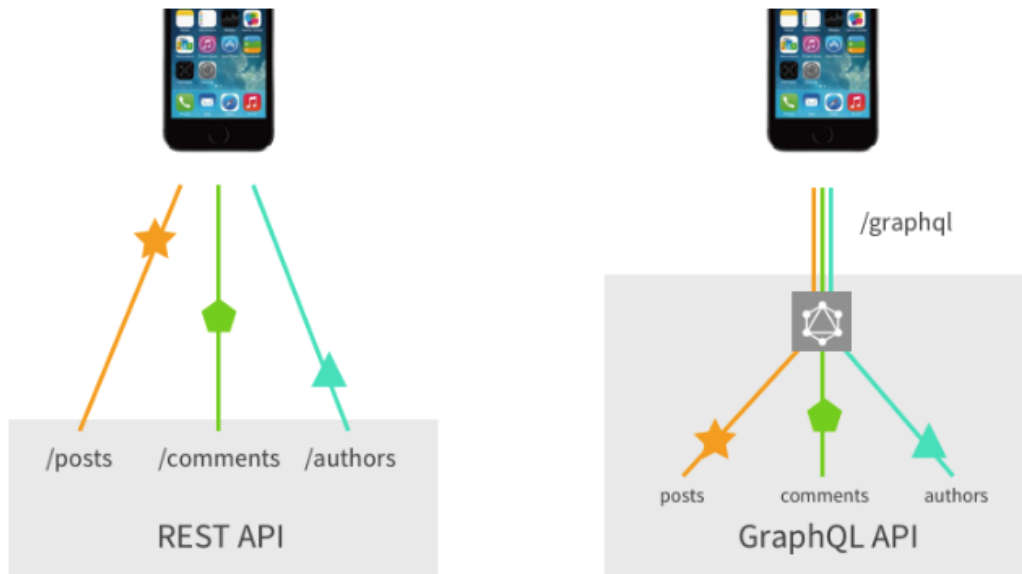 /posts
/comments
/authors
REST API
/graphql
posts
comments
authors
GraphQL API